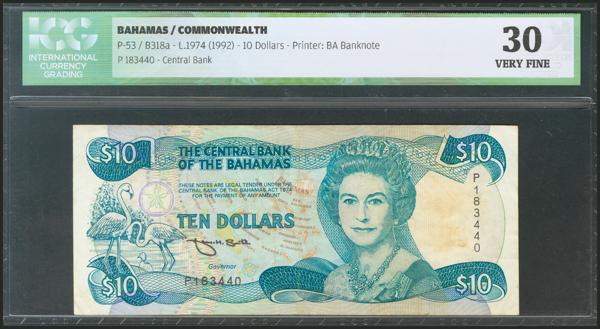 ICG
INTERNATIONAL
CURRENCY
GRADING
BAHAMAS / COMMONWEALTH
P-53 / B318a - L.1974 (1992) - 10 Dollars - Printer: BA Banknote
P 183440 - Central Bank
30
VERY FINE
$10
THE CENTRAL BANK
OF THE BAHAMAS
$10
THESE NOTES ARE LEGAL TENDER UNDER THE
CENTRAL BANK OF THE BAHAMAS ACT 1974
FOR THE PAYMENT OF ANY AMOUNT
TEN DOLLARS
P183440
Governor
P183440
$10
$10